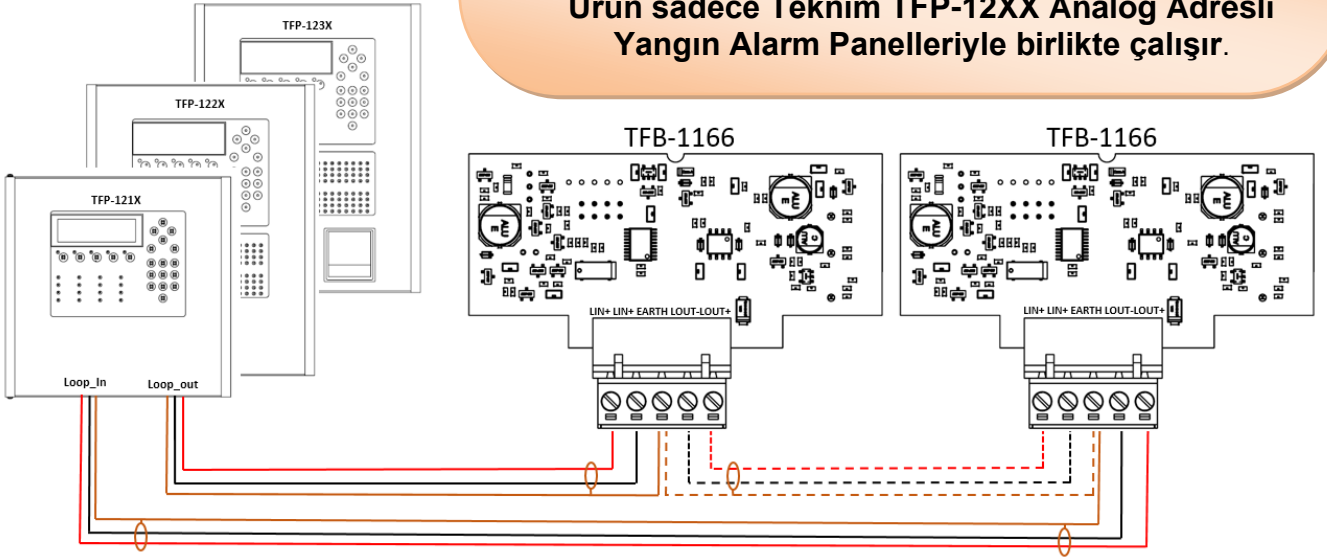 Ürün sadece Teknim TFP-12XX Analog Adresli
Yangın Alarm Panelleriyle birlikte çalışır.
TFP-123X
TFP-122X
TFP-121X
Loop_In
Loop_out
TFB-1166
LIN+ LIN+ EARTH LOUT-LOUT+
TFB-1166
LIN+ LIN+ EARTH LOUT-LOUT+